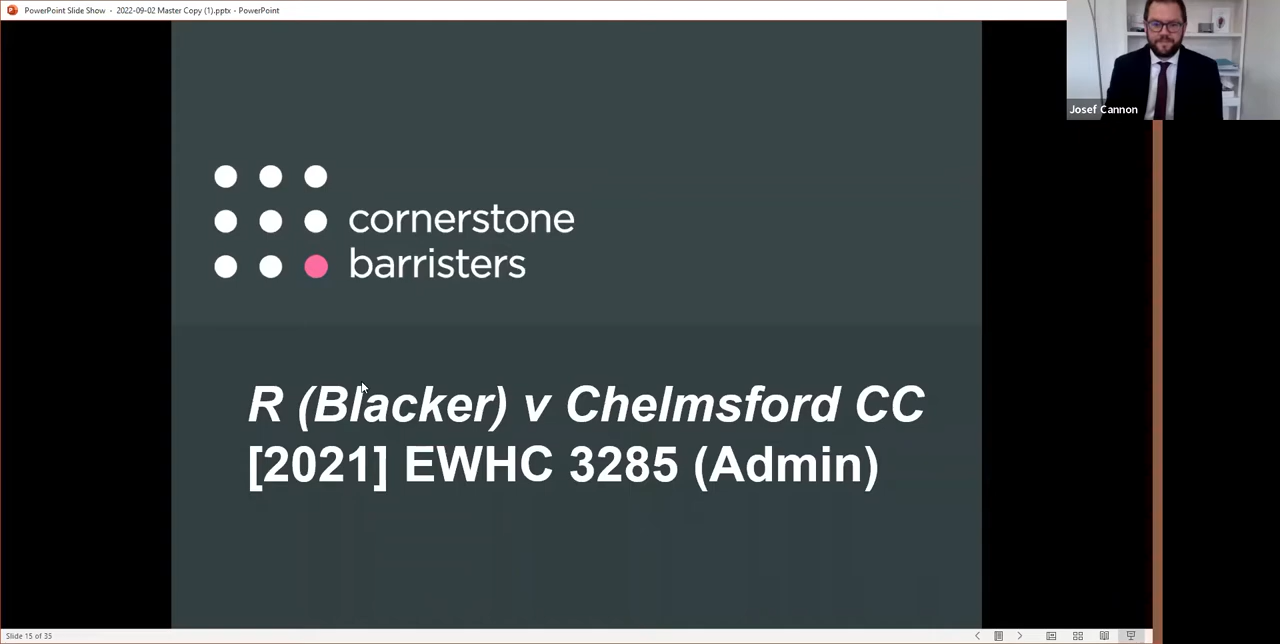 PowerPoint Slide Show - 2022-09-02 Master Copy (1).pptx - PowerPoint
Josef Cannon
cornerstone
barristers
R (Blacker) v Chelmsford CC
[2021] EWHC 3285 (Admin)
Slide 15 of 35